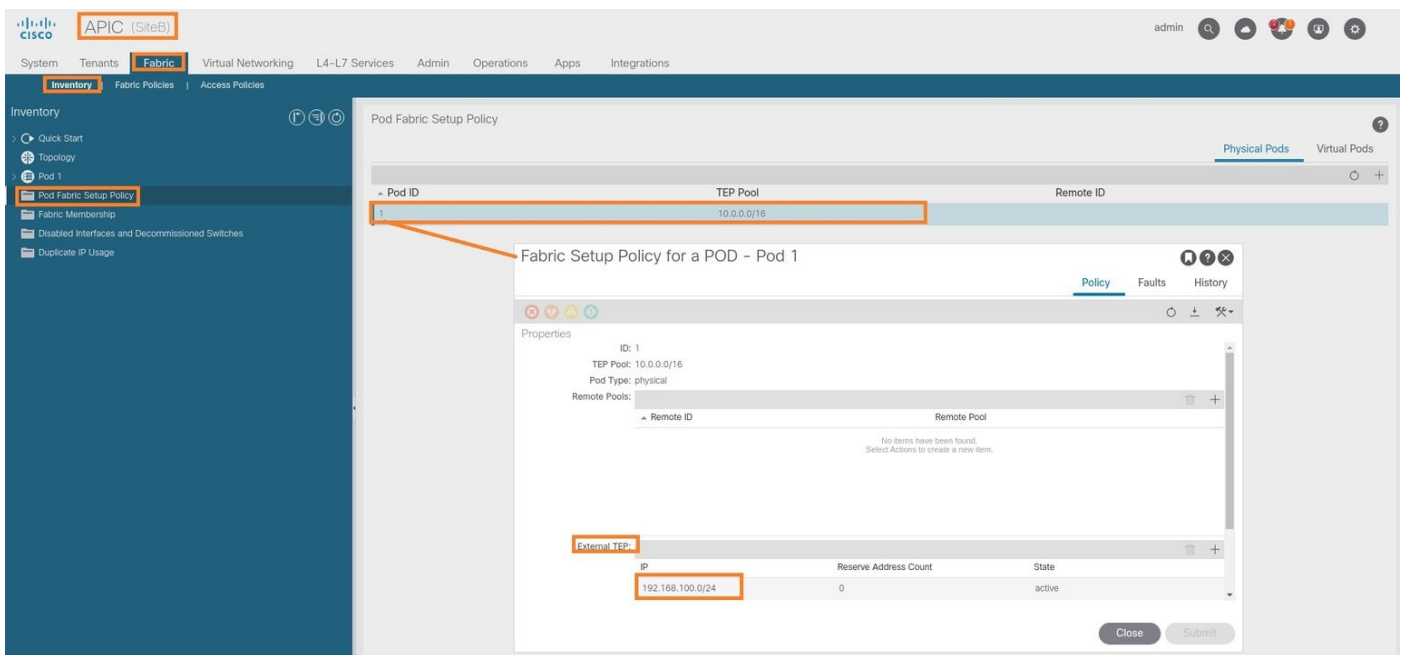 CISCO
APIC (SiteB)
admin
System Tenants Fabric Virtual Networking L4-L7 Services Admin Operations Apps Integrations
Inventory | Fabric Policies | Access Policies
Inventory
Quick Start
Topology
Pod 1
Pod Fabric Setup Policy
Fabric Membership
Disabled Interfaces and Decommissioned Switches
Duplicate IP Usage
Pod Fabric Setup Policy
Physical Pods Virtual Pods
Pod ID TEP Pool Remote ID
1 10.0.0.0/16
Fabric Setup Policy for a POD - Pod 1
Policy Faults History
Properties
ID: 1
TEP Pool: 10.0.0.0/16
Pod Type: physical
Remote Pools:
Remote ID Remote Pool
No items have been found.
Select Actions to create a new item.
External TEP:
IP Reserve Address Count State
192.168.100.0/24 0 active
Close Submit